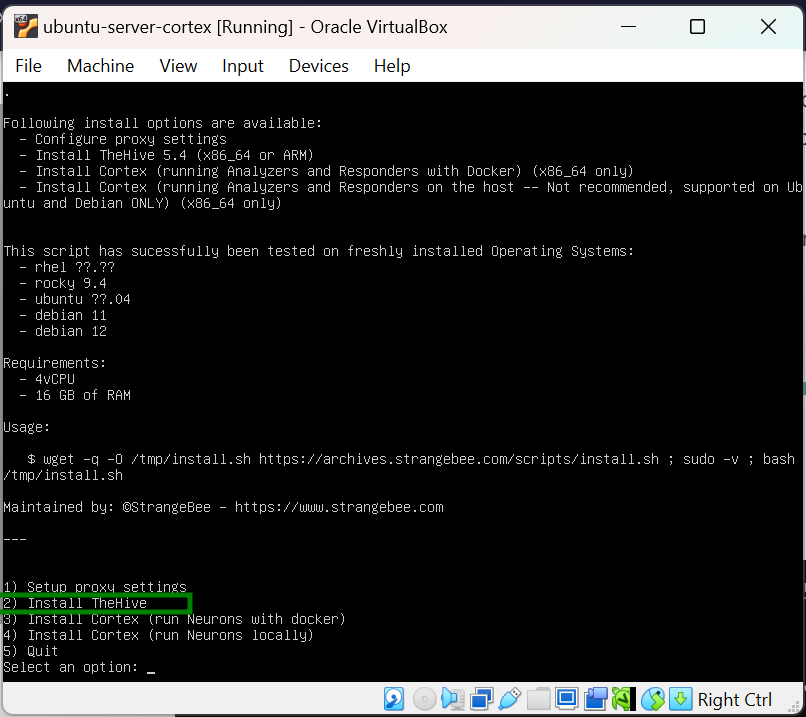 ubuntu-server-cortex [Running] - Oracle VirtualBox
File Machine View Input Devices Help
.
Following install options are available:
- Configure proxy settings
- Install TheHive 5.4 (x86_64 or ARM)
- Install Cortex (running Analyzers and Responders with Docker) (x86_64 only)
- Install Cortex (running Analyzers and Responders on the host -- Not recommended, supported on Ub
untu and Debian ONLY) (x86_64 only)
This script has sucessfully been tested on freshly installed Operating Systems:
- rhel ??.??
- rocky 9.4
- ubuntu ??.04
- debian 11
- debian 12
Requirements:
- 4vCPU
- 16 GB of RAM
Usage:
$ wget -q -O /tmp/install.sh https://archives.strangebee.com/scripts/install.sh ; sudo -v ; bash
/tmp/install.sh
Maintained by: ©StrangeBee - https://www.strangebee.com
---
1) Setup proxy settings
2) Install TheHive
3) Install Cortex (run Neurons with docker)
4) Install Cortex (run Neurons locally)
5) Quit
Select an option: _
Right Ctrl